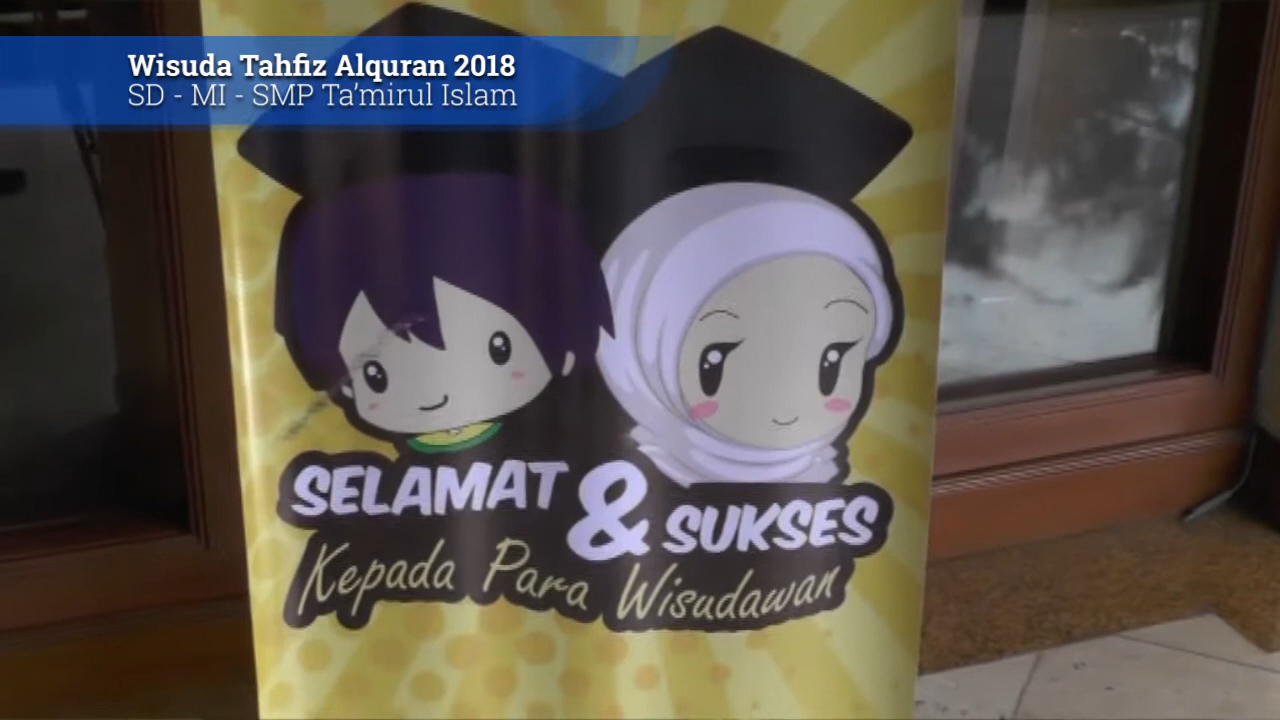 Wisuda Tahfiz Alquran 2018
SD - MI - SMP Ta'mirul Islam
SELAMAT & SUKSES
Kepada Para Wisudawan